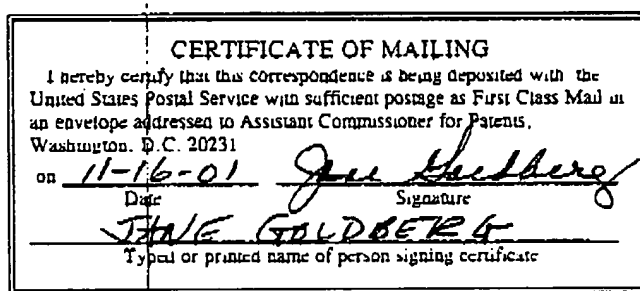 CERTIFICATE OF MAILING
I hereby certify that this correspondence is being deposited with the
United States Postal Service with sufficient postage as First Class Mail in
an envelope addressed to Assistant Commissioner for Patents,
Washington, D.C. 20231
on 11-16-01 Jane Goldberg
Date Signature
JANE GOLDBERG
Typed or printed name of person signing certificate